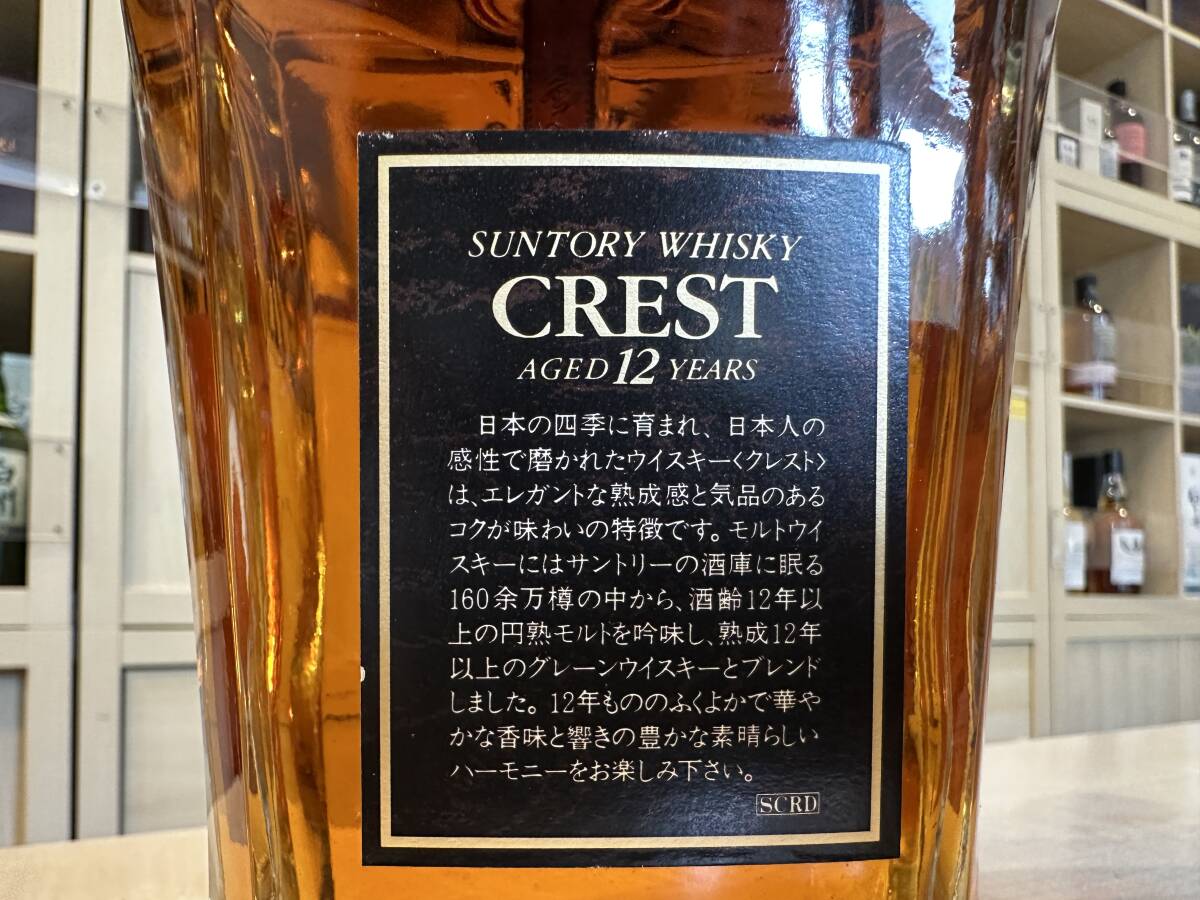 SUNTORY WHISKY
CREST
AGED 12 YEARS
日本の四季に育まれ、日本人の
感性で磨かれたウイスキー〈クレスト〉
は、エレガントな熟成感と気品のある
コクが味わいの特徴です。モルトウイ
スキーにはサントリーの酒庫に眠る
160余万樽の中から、酒齢12年以
上の円熟モルトを吟味し、熟成12年
以上のグレーンウイスキーとブレンド
しました。12年もののふくよかで華や
かな香味と響きの豊かな素晴らしい
ハーモニーをお楽しみ下さい。
SCRD